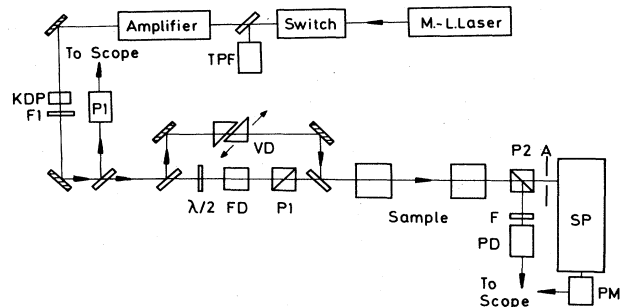 Amplifier
Switch
M.-L.Laser
TPF
To Scope
KDP
F1
P1
VD
λ/2
FD
P1
Sample
P2
A
F
PD
SP
To
Scope
PM